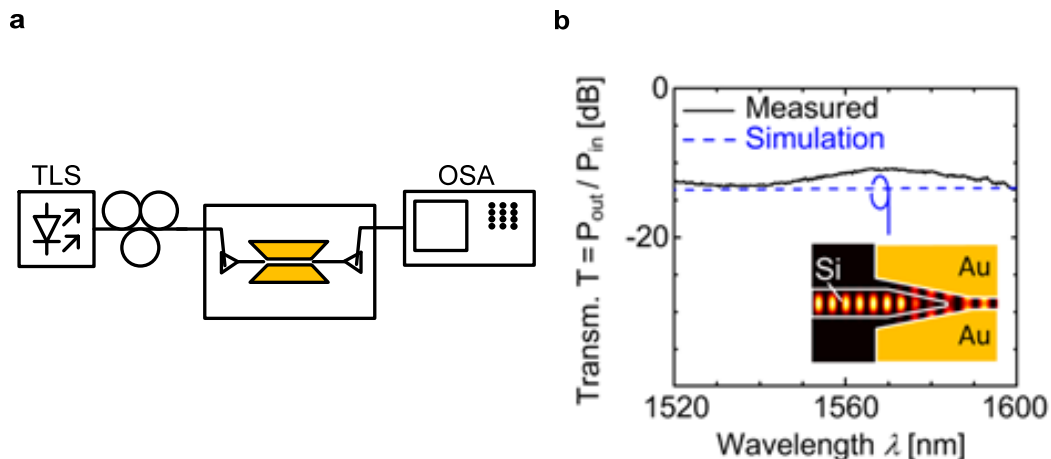 a
TLS
OSA
b
Transm. T = P_out / P_in [dB]
0
-20
Measured
Simulation
Si
Au
Au
1520
1560
1600
Wavelength λ [nm]